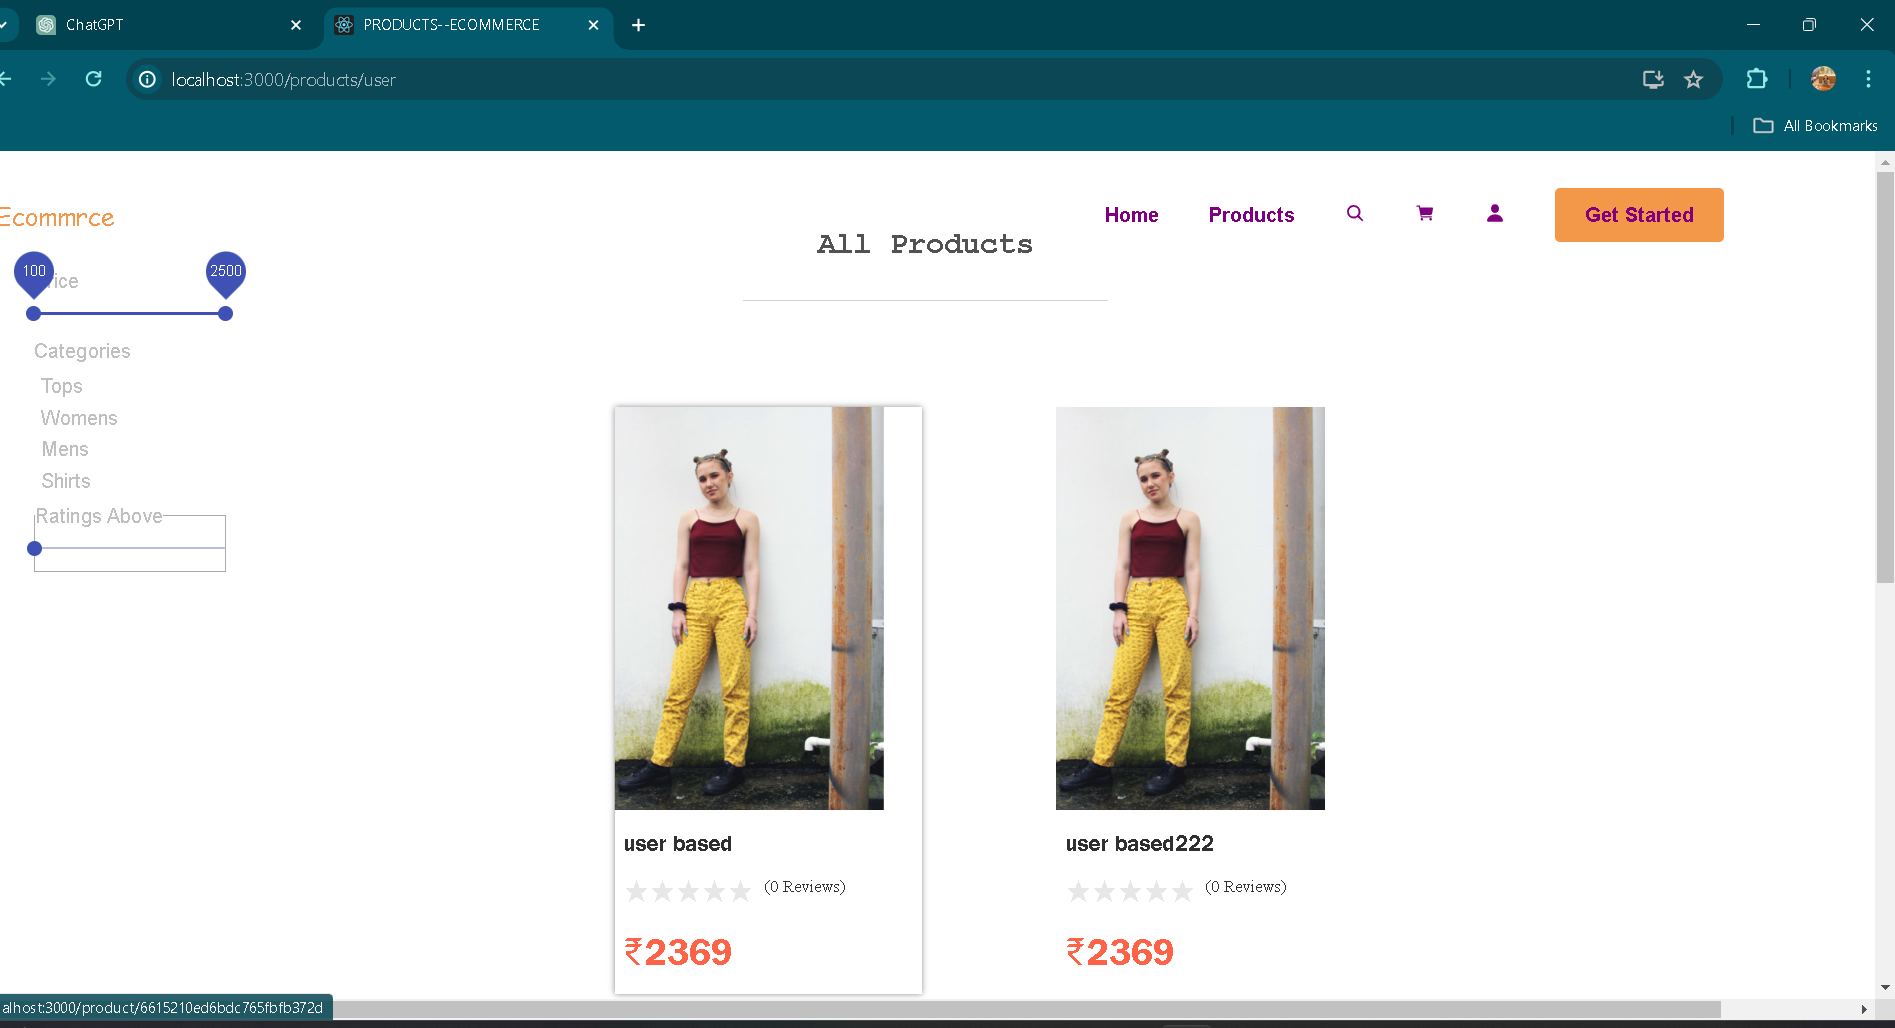 ChatGPT
PRODUCTS--ECOMMERCE
localhost:3000/products/user
All Bookmarks
Ecommrce
Home
Products
Get Started
All Products
100
2500
Categories
Tops
Womens
Mens
Shirts
Ratings Above
user based
(0 Reviews)
₹2369
user based222
(0 Reviews)
₹2369
alhost:3000/product/6615210ed6bdc765fbfb372d